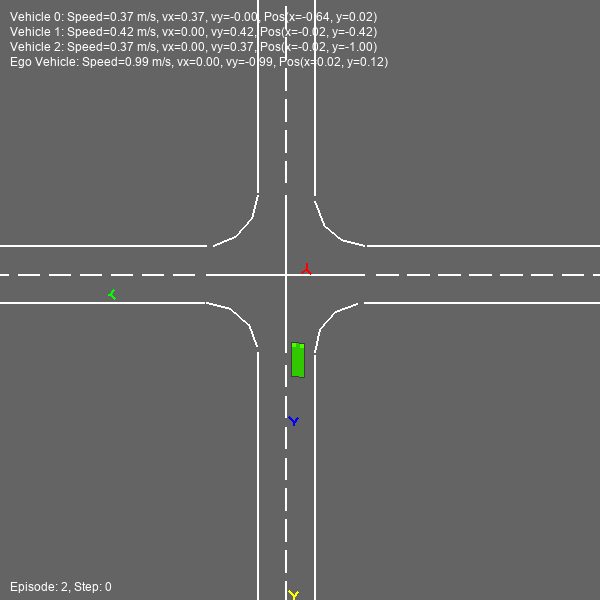 Vehicle 0: Speed=0.37 m/s, vx=0.37, vy=-0.00, Pos(x=-0.64, y=0.02)
Vehicle 1: Speed=0.42 m/s, vx=0.00, vy=0.42, Pos(x=-0.02, y=-0.42)
Vehicle 2: Speed=0.37 m/s, vx=0.00, vy=0.37, Pos(x=-0.02, y=-1.00)
Ego Vehicle: Speed=0.99 m/s, vx=0.00, vy=-0.99, Pos(x=0.02, y=0.12)
Episode: 2, Step: 0